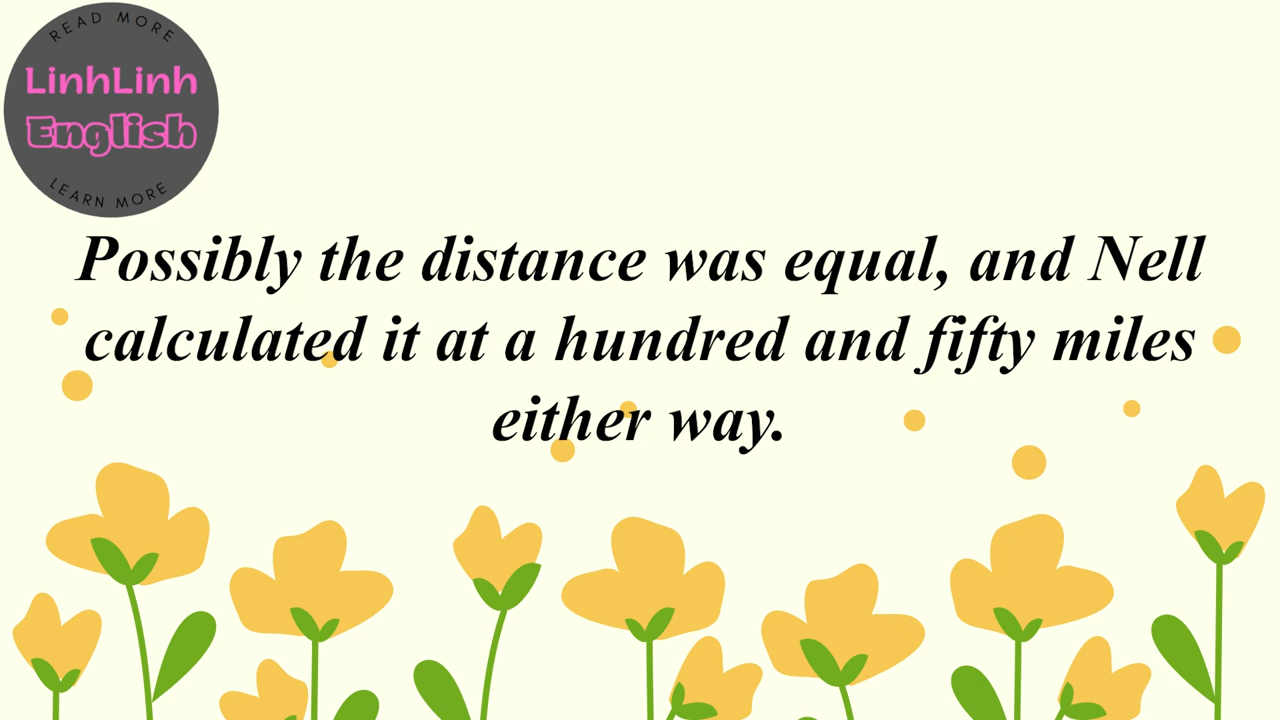 READ MORE
LinhLinh
English
LEARN MORE
Possibly the distance was equal, and Nell
calculated it at a hundred and fifty miles
either way.